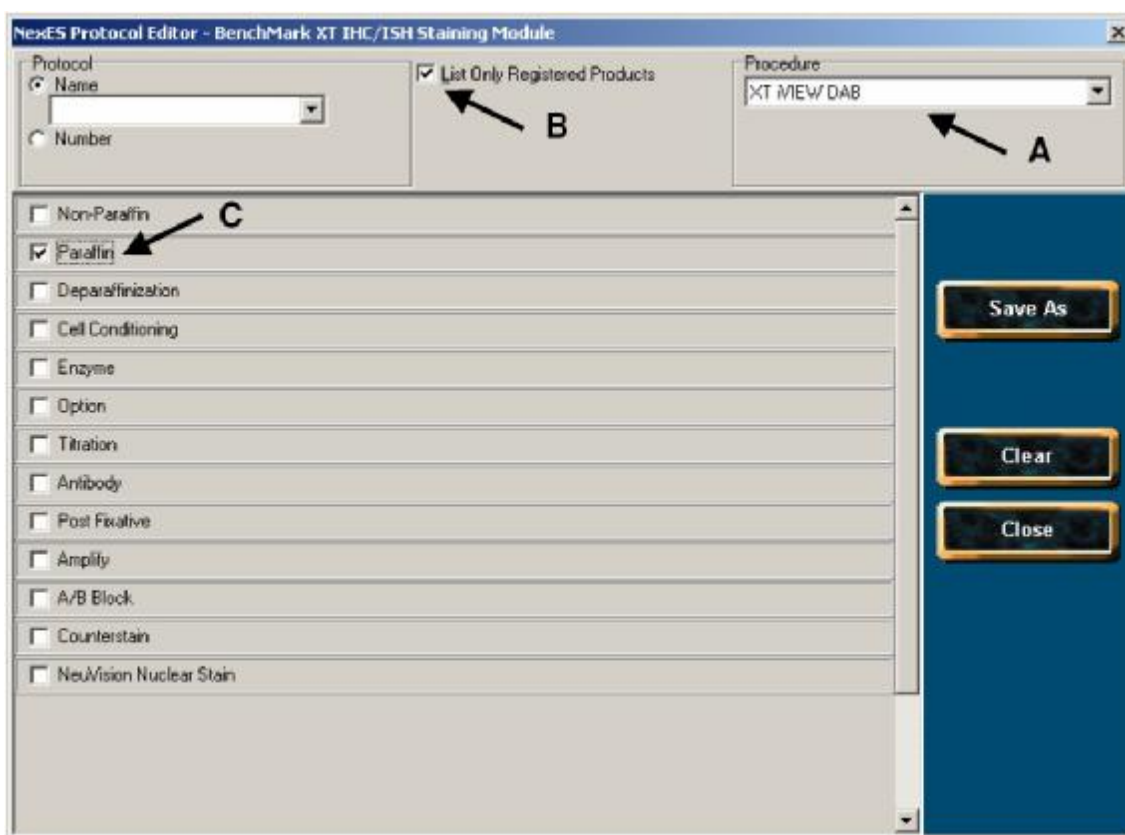 NexES Protocol Editor - BenchMark XT IHC/ISH Staining Module
Protocol
Name
Number
List Only Registered Products
B
Procedure
XT iVIEW DAB
A
Non-Paraffin
C
Paraffin
Deparaffinization
Cell Conditioning
Enzyme
Option
Titration
Antibody
Post Fixative
Amplify
A/B Block
Counterstain
NeuVision Nuclear Stain
Save As
Clear
Close